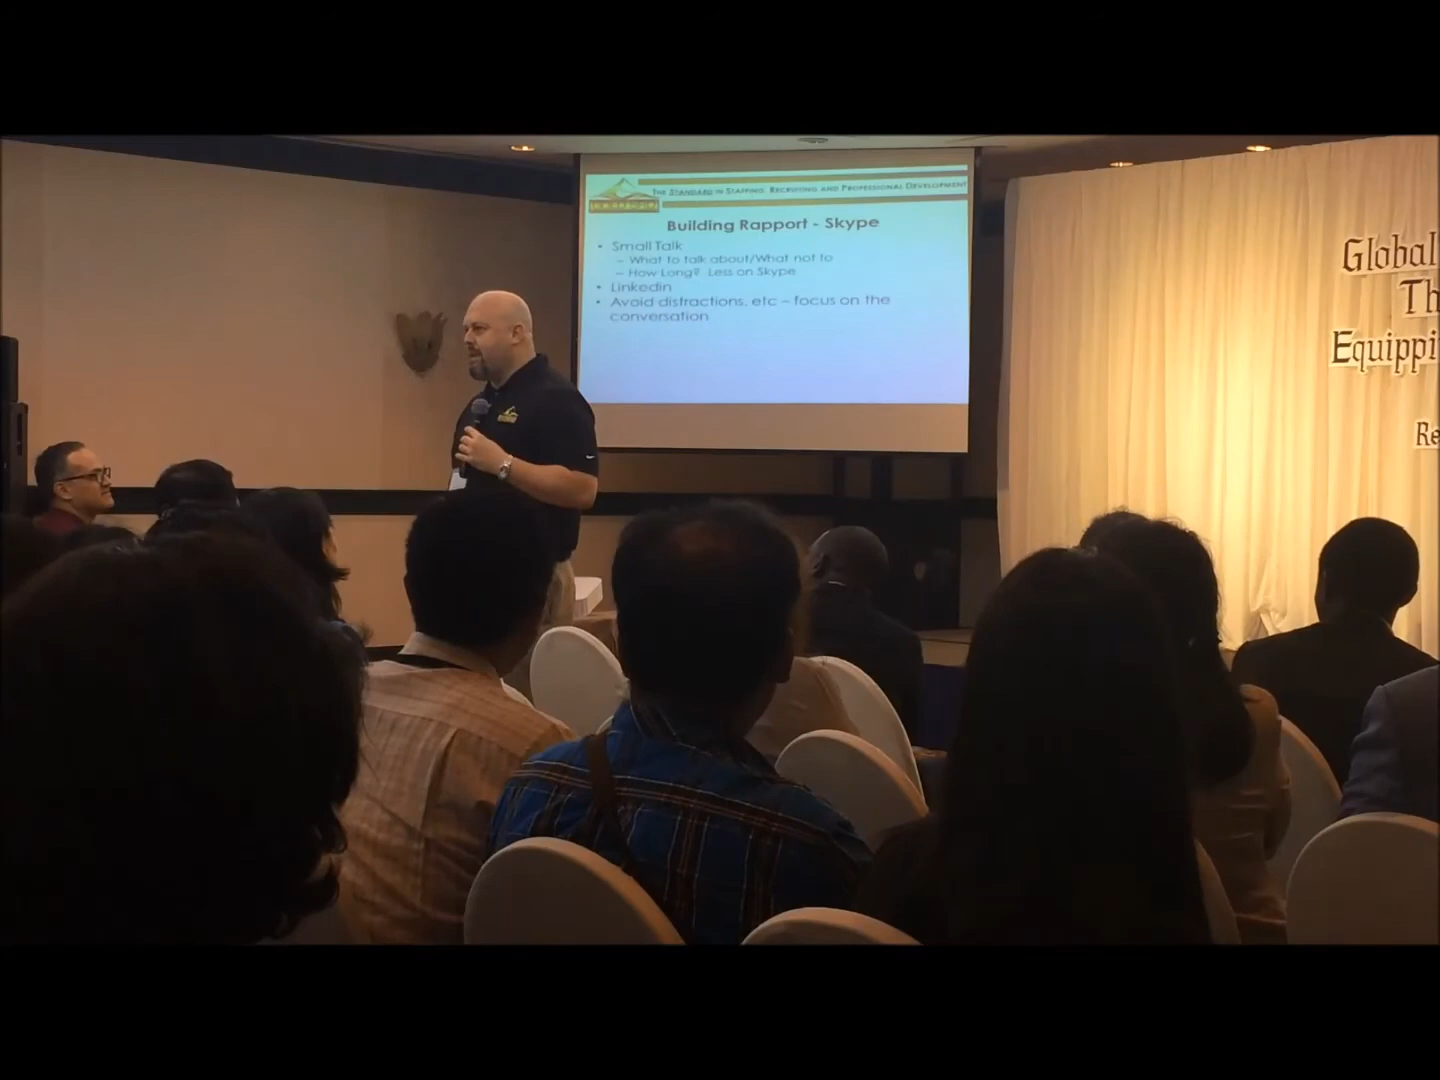 THE STANDARD IN STAFFING, RECRUITING AND PROFESSIONAL DEVELOPMENT
Building Rapport - Skype
• Small Talk
– What to talk about/What not to
– How Long? Less on Skype
• Linkedin
• Avoid distractions, etc – focus on the
conversation
Global
Th
Equippi
Re